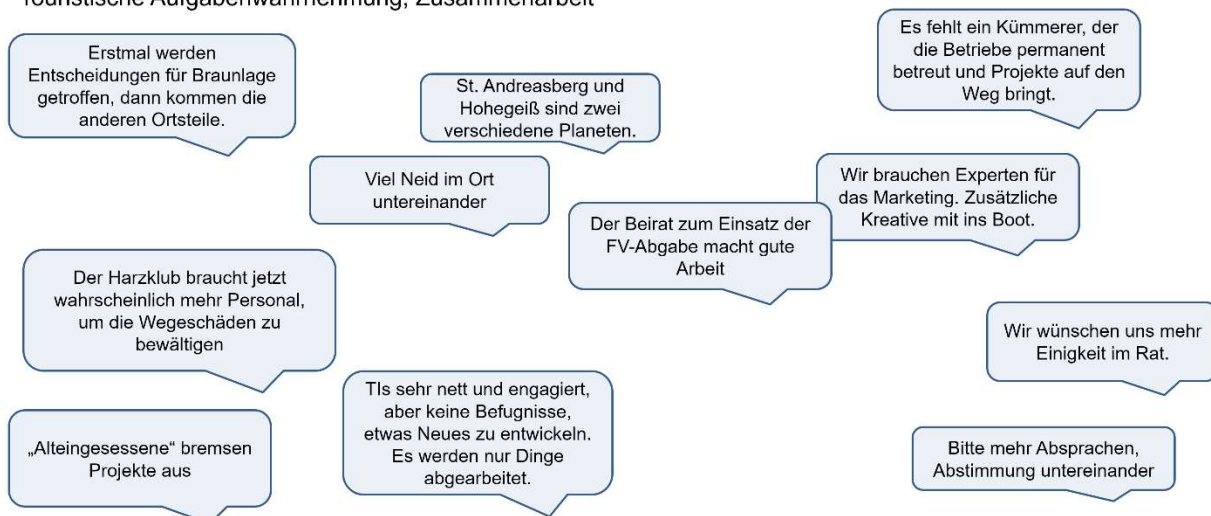 Touristische Aufgabenwahrnehmung, Zusammenarbeit
Erstmal werden
Entscheidungen für Braunlage
getroffen, dann kommen die
anderen Ortsteile.
St. Andreasberg und
Hohegeiß sind zwei
verschiedene Planeten.
Es fehlt ein Kümmerer, der
die Betriebe permanent
betreut und Projekte auf den
Weg bringt.
Viel Neid im Ort
untereinander
Wir brauchen Experten für
das Marketing. Zusätzliche
Kreative mit ins Boot.
Der Beirat zum Einsatz der
FV-Abgabe macht gute
Arbeit
Der Harzklub braucht jetzt
wahrscheinlich mehr Personal,
um die Wegeschäden zu
bewältigen
Wir wünschen uns mehr
Einigkeit im Rat.
TIs sehr nett und engagiert,
aber keine Befugnisse,
etwas Neues zu entwickeln.
Es werden nur Dinge
abgearbeitet.
„Alteingesessene“ bremsen
Projekte aus
Bitte mehr Absprachen,
Abstimmung untereinander